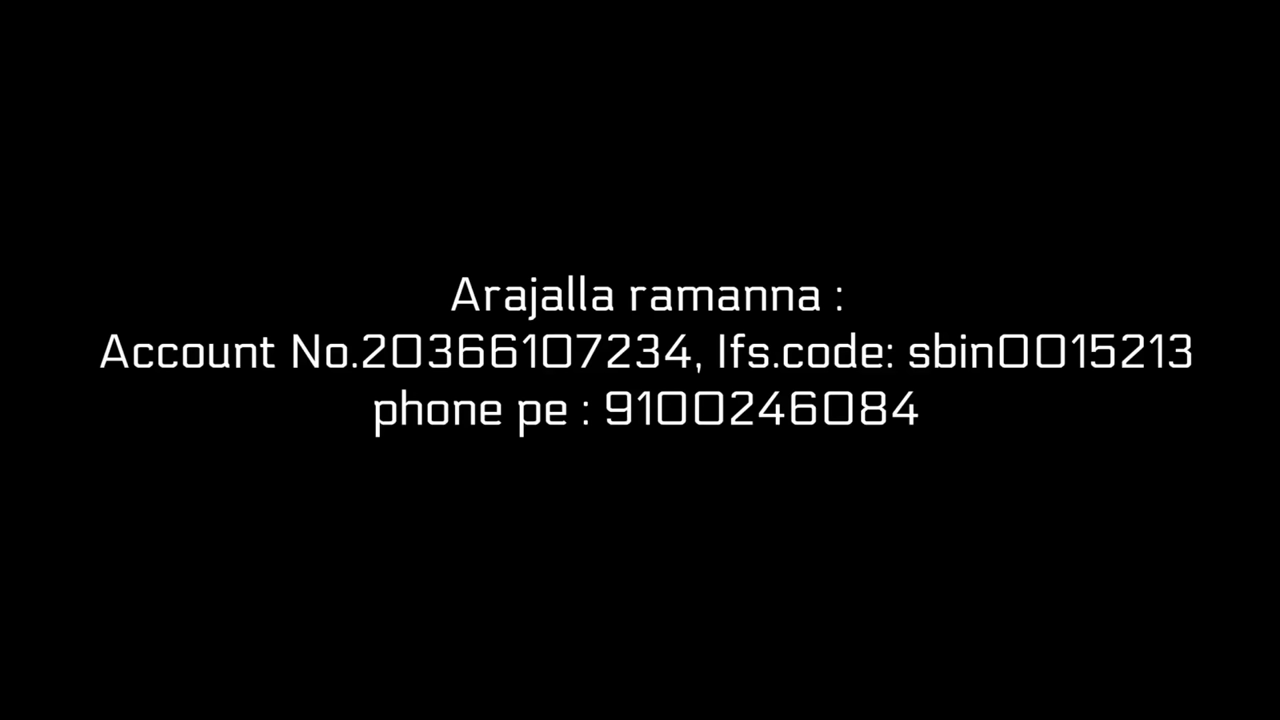 Arajalla ramanna :
Account No.20366107234, Ifs.code: sbin0015213
phone pe : 9100246084